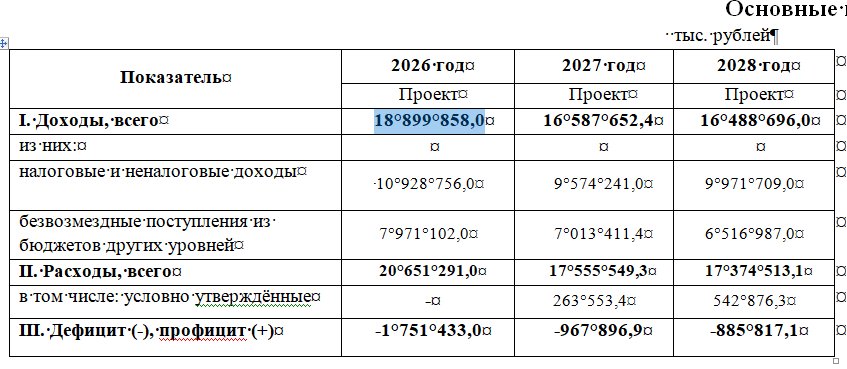 Основные
тыс. рублей¶
Показатель¤ 2026·год¤ 2027·год¤ 2028·год¤ ¤
Проект¤ Проект¤ Проект¤ ¤
I.·Доходы,·всего¤ 18°899°858,0¤ 16°587°652,4¤ 16°488°696,0¤ ¤
из·них:¤ ¤ ¤ ¤ ¤
налоговые·и·неналоговые·доходы¤ ·10°928°756,0¤ 9°574°241,0¤ 9°971°709,0¤ ¤
безвозмездные·поступления·из·
бюджетов·других·уровней¤ 7°971°102,0¤ 7°013°411,4¤ 6°516°987,0¤ ¤
II.·Расходы,·всего¤ 20°651°291,0¤ 17°555°549,3¤ 17°374°513,1¤ ¤
в·том·числе:·условно·утверждённые¤ -¤ 263°553,4¤ 542°876,3¤ ¤
III.·Дефицит·(-),·профицит·(+)¤ -1°751°433,0¤ -967°896,9¤ -885°817,1¤ ¤